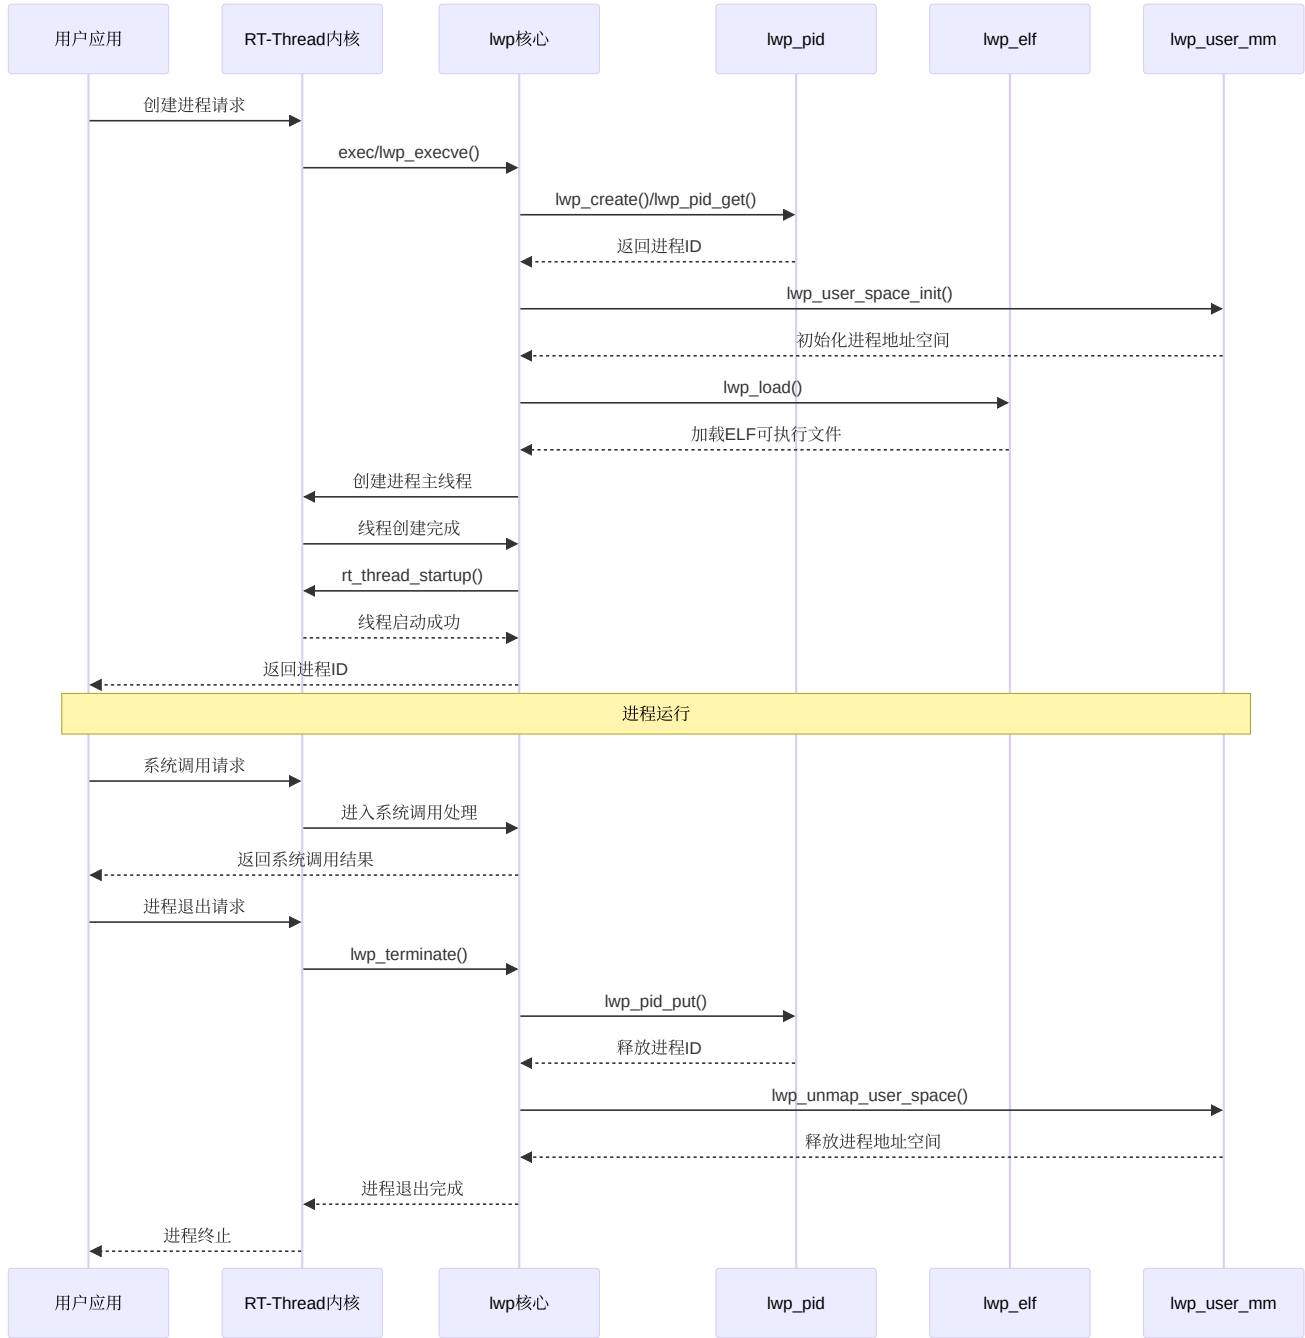 用户应用
RT-Thread内核
lwp核心
lwp_pid
lwp_elf
lwp_user_mm
创建进程请求
exec/lwp_execve()
lwp_create()/lwp_pid_get()
返回进程ID
lwp_user_space_init()
初始化进程地址空间
lwp_load()
加载ELF可执行文件
创建进程主线程
线程创建完成
rt_thread_startup()
线程启动成功
返回进程ID
进程运行
系统调用请求
进入系统调用处理
返回系统调用结果
进程退出请求
lwp_terminate()
lwp_pid_put()
释放进程ID
lwp_unmap_user_space()
释放进程地址空间
进程退出完成
进程终止
用户应用
RT-Thread内核
lwp核心
lwp_pid
lwp_elf
lwp_user_mm